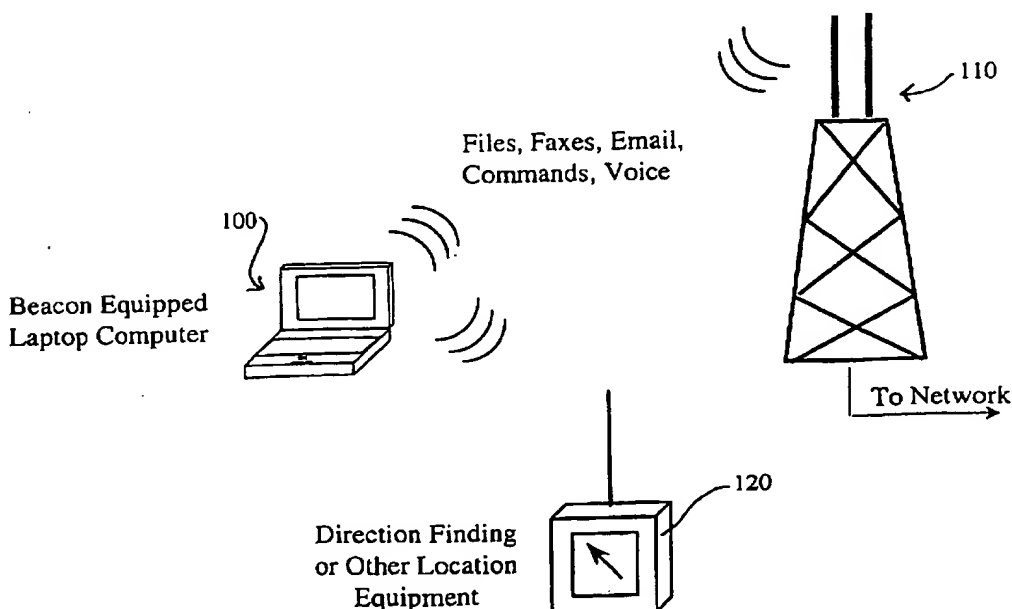 110
Files, Faxes, Email,
Commands, Voice
100
Beacon Equipped
Laptop Computer
To Network
120
Direction Finding
or Other Location
Equipment